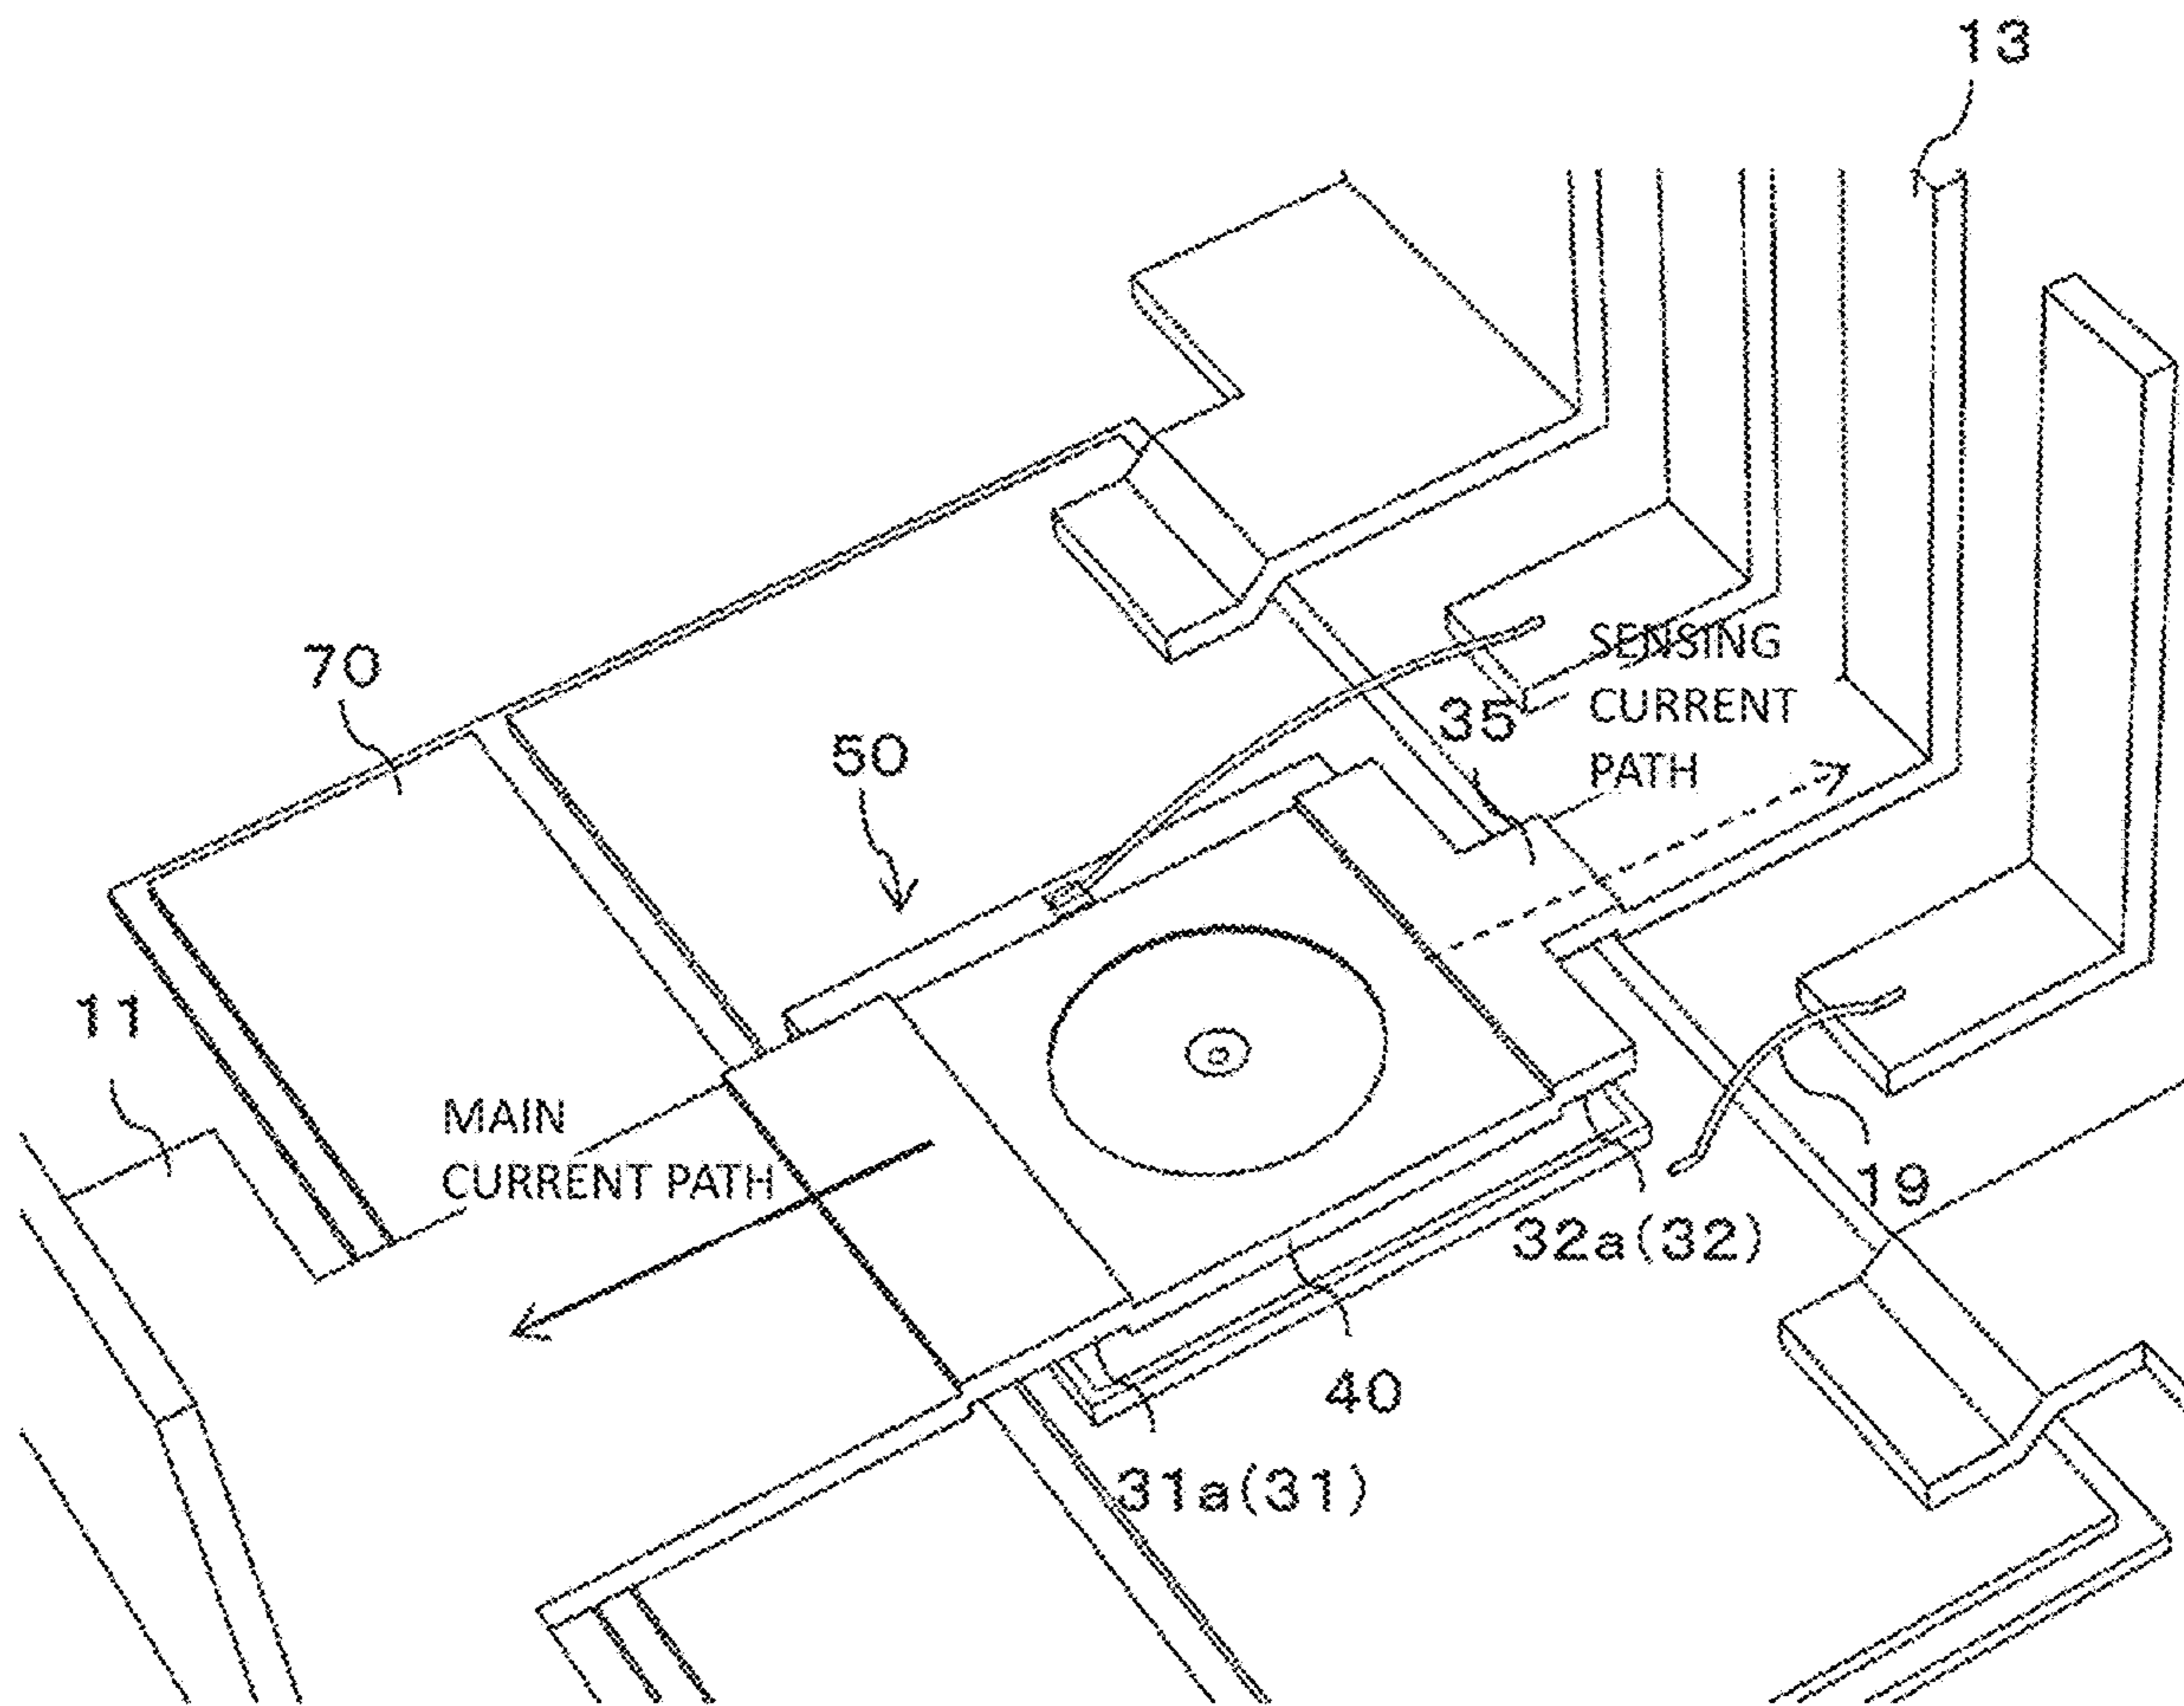 13
70
50
SENSING
CURRENT
PATH
35
11
MAIN
CURRENT PATH
19
32a(32)
40
31a(31)